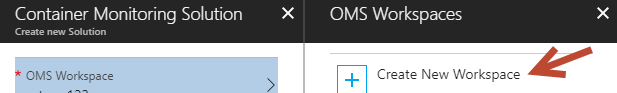 Container Monitoring Solution
Create new Solution
* OMS Workspace
OMS Workspaces
Create New Workspace